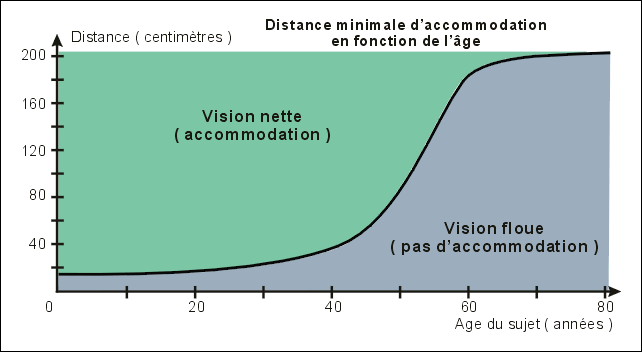 Distance minimale d'accommodation
en fonction de l'âge
Distance ( centimètres )
200
160
120
80
40
Vision nette
( accommodation )
Vision floue
( pas d'accommodation )
0
20
40
60
80
Age du sujet ( années )